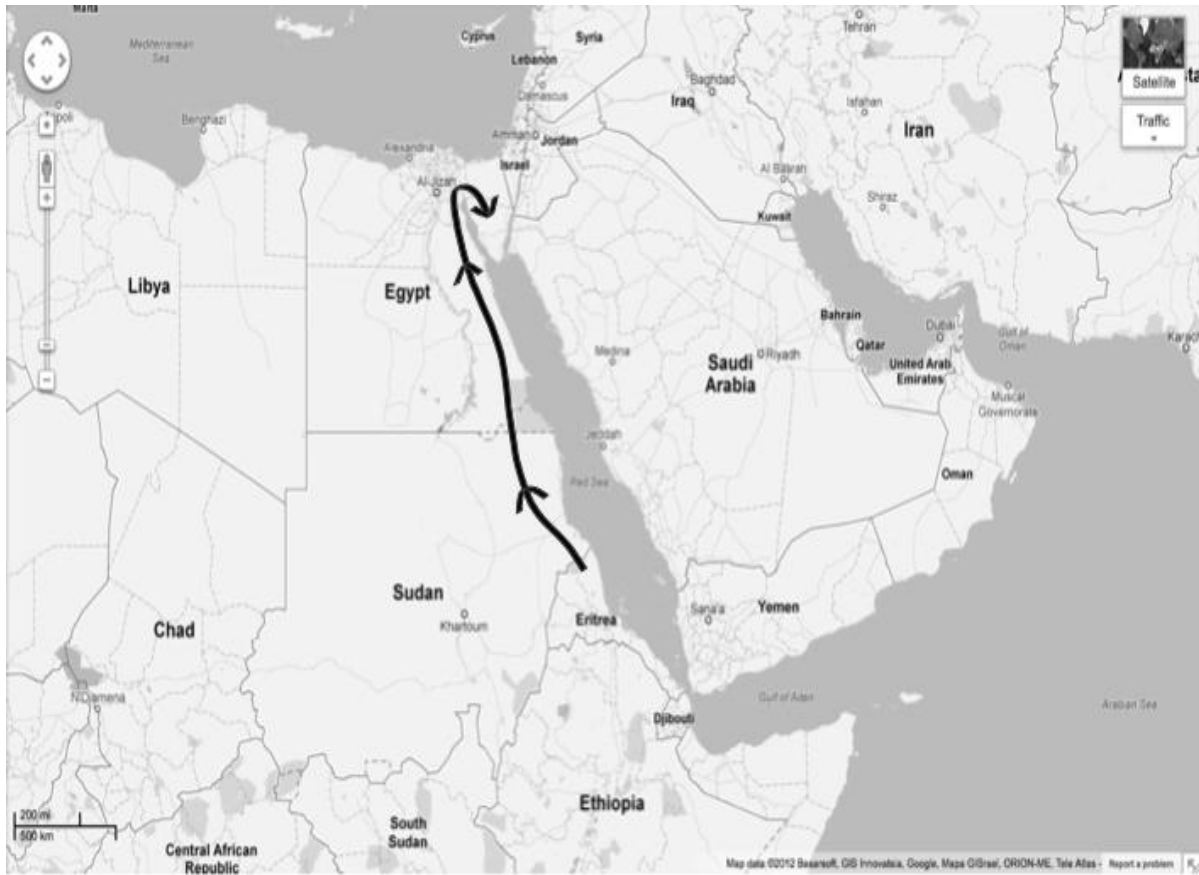 Malta
Mediterranean
Sea
Cyprus
Syria
Tehran
Lebanon
Satellite
Baghdad
Damascus
Iraq
Isfahan
Benghazi
Traffic
Iran
Alexandria
Amman
Jordan
Israel
Al Basrah
Al-Jizah
Shiraz
Kuwait
Libya
Egypt
Bahrain
Dubai
Gulf of
Oman
Qatar
Medina
Saudi
Arabia
Riyadh
United Arab
Emirates
Muscat
Governorate
Jeddah
Red Sea
Oman
Sudan
Khartoum
Eritrea
Sana'a
Yemen
Chad
N'Djamena
Gulf of Aden
Arabian Sea
Djibouti
Ethiopia
200 mi
500 km
South
Sudan
Central African
Republic
Map data ©2012 Basarsoft, GIS Innovatsia, Google, Mapa GISrael, ORION-ME, Tele Atlas -
Report a problem